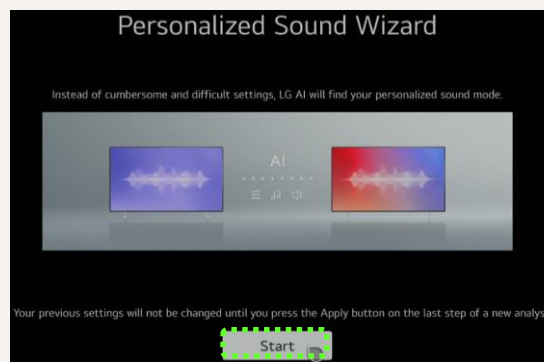 Personalized Sound Wizard
Instead of cumbersome and difficult settings, LG AI will find your personalized sound mode.
AI
Your previous settings will not be changed until you press the Apply button on the last step of a new analys
Start